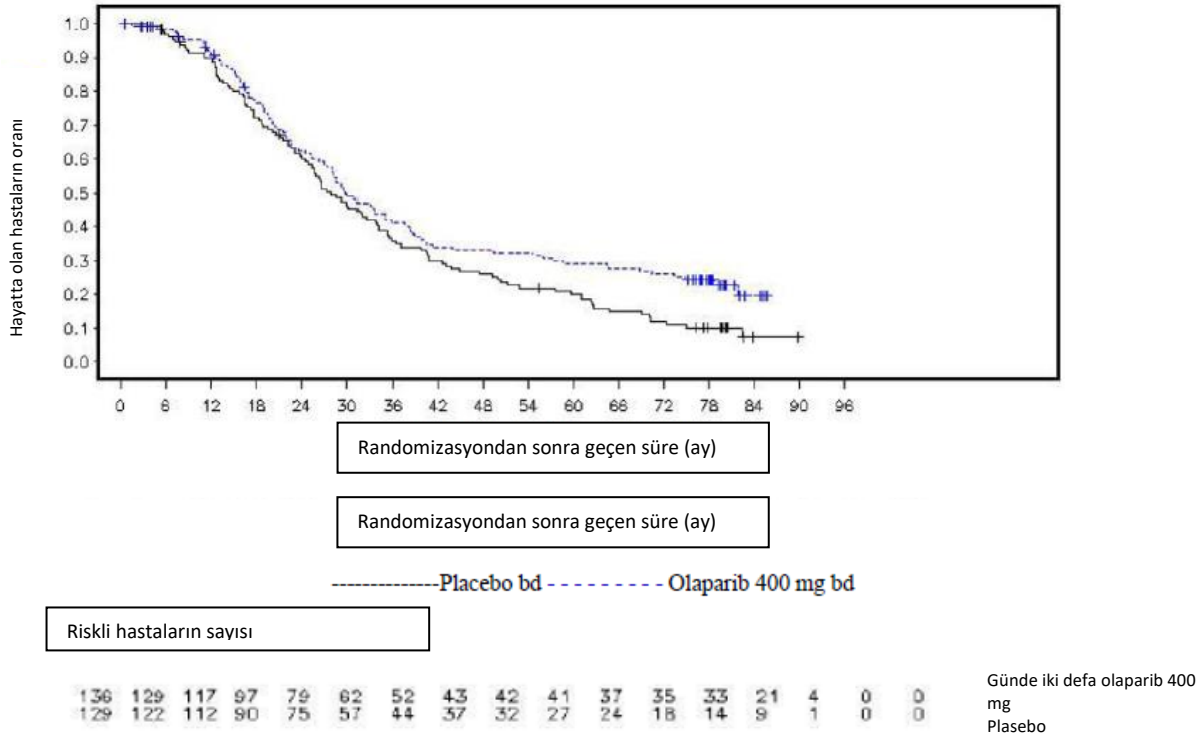 1.0
0.9
0.8
0.7
0.6
0.5
0.4
0.3
0.2
0.1
0.0
Hayatta olan hastaların oranı
0 6 12 18 24 30 36 42 48 54 60 66 72 78 84 90 96
Randomizasyondan sonra geçen süre (ay)
Randomizasyondan sonra geçen süre (ay)
Placebo bd Olaparib 400 mg bd
Riskli hastaların sayısı
136 129 117 97 79 62 52 43 42 41 37 35 33 21 4 0 0
129 122 112 90 75 57 44 37 32 27 24 18 14 9 1 0 0
Günde iki defa olaparib 400
mg
Plasebo